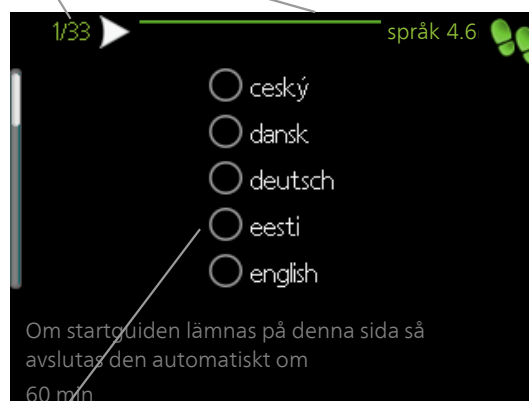 1/33
språk 4.6
ceský
dansk
deutsch
eesti
english
Om startguiden lämnas på denna sida så
avslutas den automatiskt om
60 min